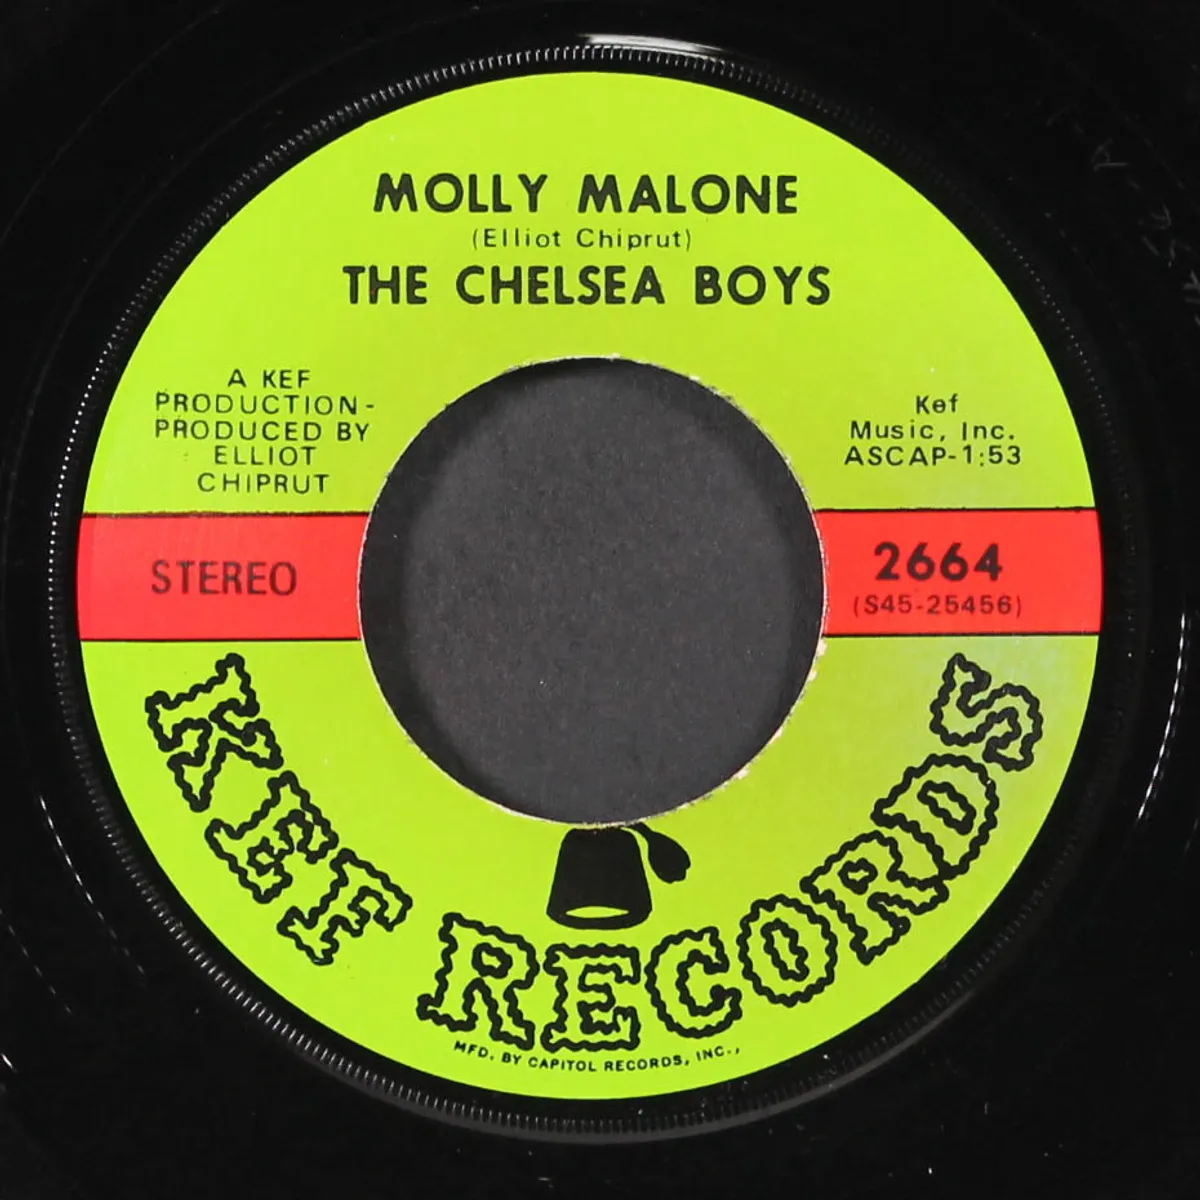 MOLLY MALONE
(Elliot Chiprut)
THE CHELSEA BOYS
A KEF
PRODUCTION-
PRODUCED BY
ELLIOT
CHIPRUT
Kef
Music, Inc.
ASCAP-1:53
STEREO
2664
(S45-25456)
KEF RECORDS
MFD. BY CAPITOL RECORDS, INC.,